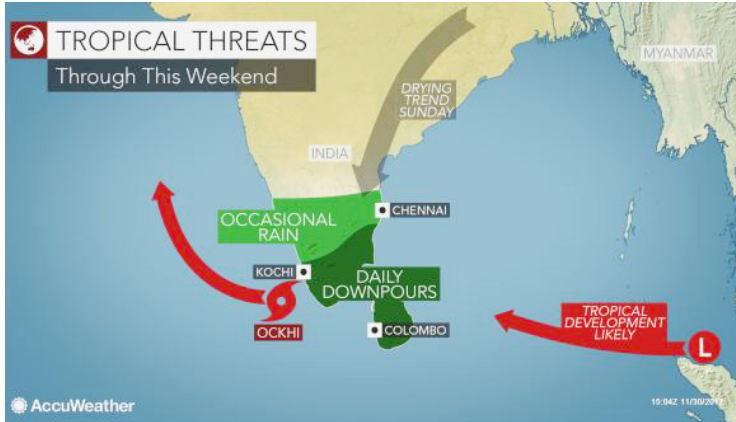 TROPICAL THREATS
Through This Weekend
MYANMAR
DRYING
TREND
SUNDAY
INDIA
CHENNAI
OCCASIONAL
RAIN
KOCHI
DAILY
DOWNPOURS
OCKHI
COLOMBO
TROPICAL
DEVELOPMENT
LIKELY
L
AccuWeather
15:04Z 11/30/2017